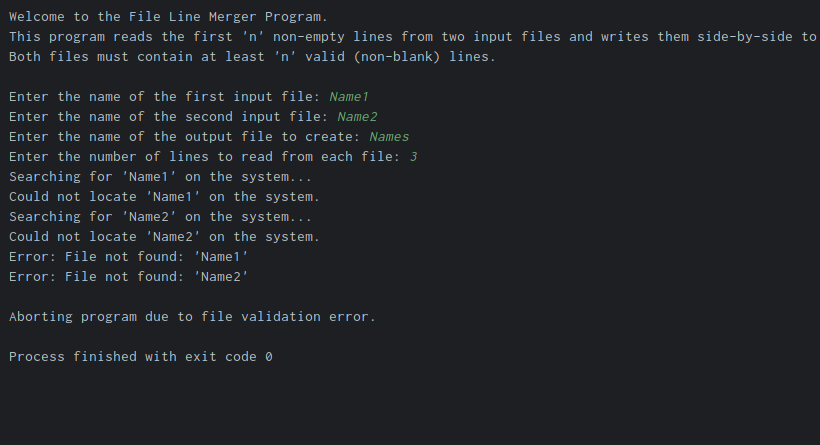 Welcome to the File Line Merger Program.
This program reads the first 'n' non-empty lines from two input files and writes them side-by-side to
Both files must contain at least 'n' valid (non-blank) lines.
Enter the name of the first input file: Name1
Enter the name of the second input file: Name2
Enter the name of the output file to create: Names
Enter the number of lines to read from each file: 3
Searching for 'Name1' on the system...
Could not locate 'Name1' on the system.
Searching for 'Name2' on the system...
Could not locate 'Name2' on the system.
Error: File not found: 'Name1'
Error: File not found: 'Name2'
Aborting program due to file validation error.
Process finished with exit code 0